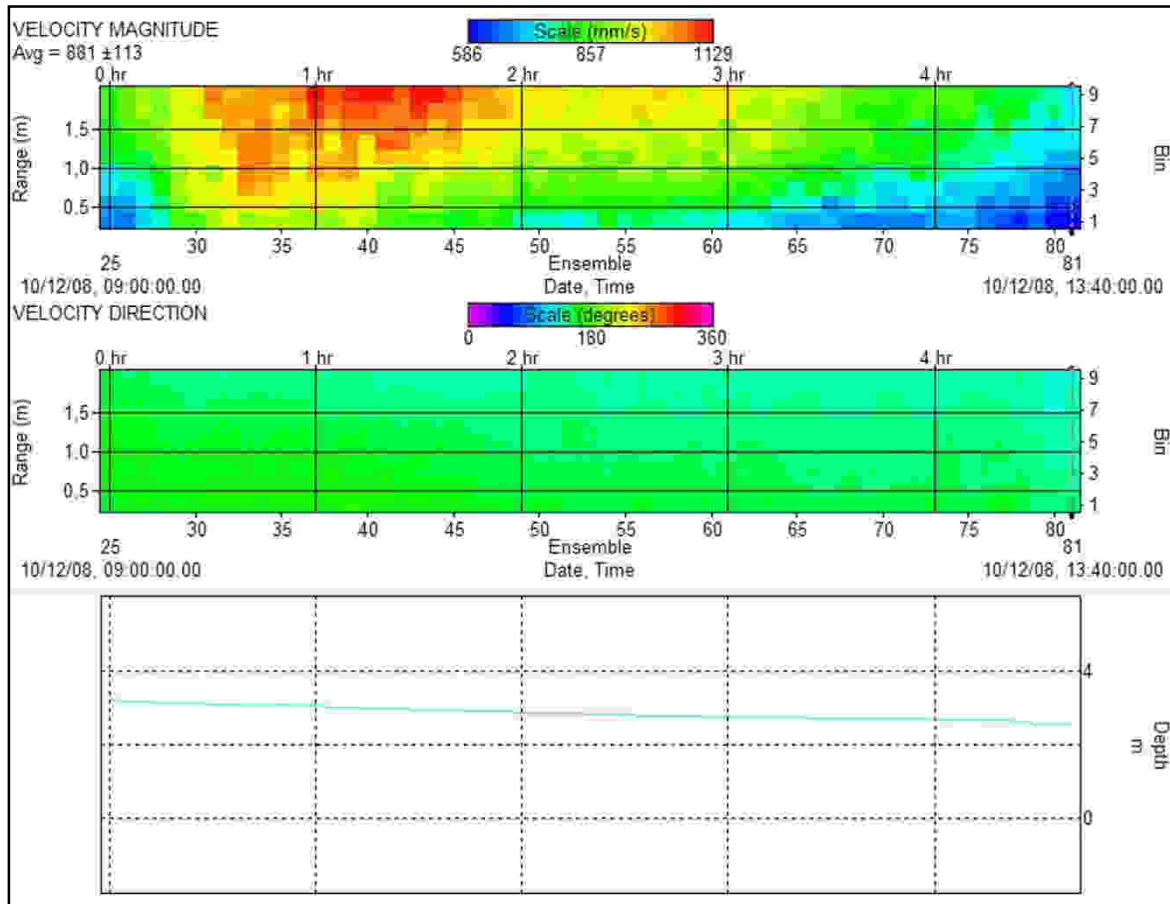 VELOCITY MAGNITUDE
Avg = 881 ±113
Scale (mm/s)
586 857 1129
0 hr 1 hr 2 hr 3 hr 4 hr
Range (m)
1.5
1.0
0.5
9
7
5
3
1
Bin
30 35 40 45 50 55 60 65 70 75 80
25 Ensemble 81
10/12/08, 09:00:00.00 Date, Time 10/12/08, 13:40:00.00
VELOCITY DIRECTION
Scale (degrees)
0 180 360
0 hr 1 hr 2 hr 3 hr 4 hr
Range (m)
1.5
1.0
0.5
9
7
5
3
1
Bin
30 35 40 45 50 55 60 65 70 75 80
25 Ensemble 81
10/12/08, 09:00:00.00 Date, Time 10/12/08, 13:40:00.00
4
0
Depth
m